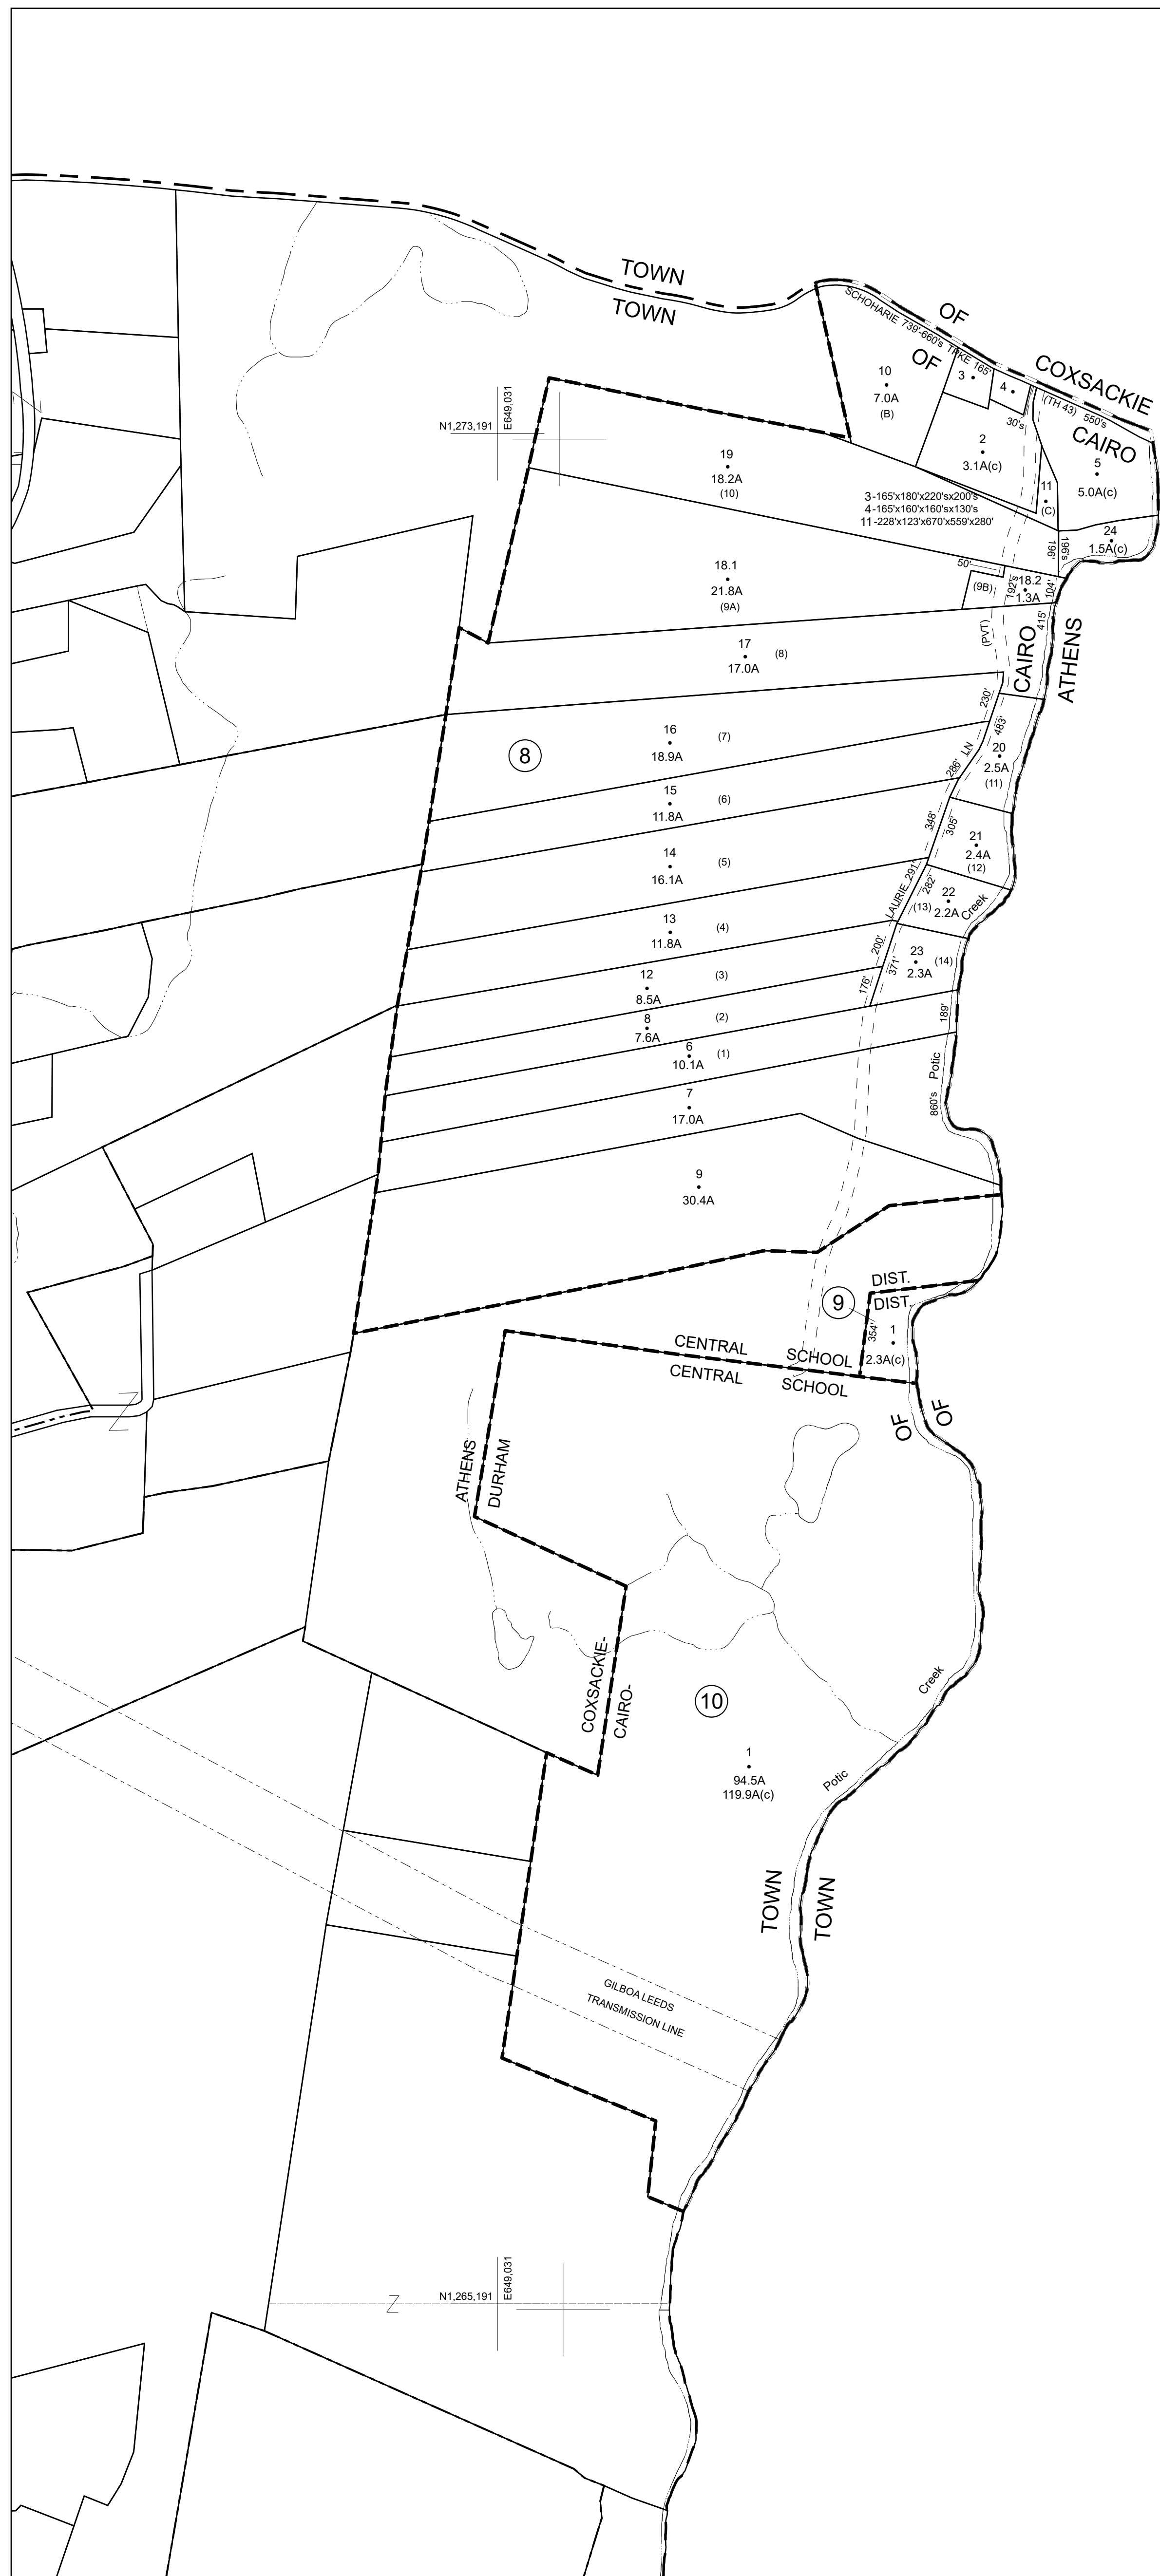 TOWN
TOWN
OF
OF
COXSACKIE
CAIRO
SCHOHARIE 739'-660's TPKE 165'
(TH 43) 550's
10
7.0A
(B)
3
4
30's
2
3.1A(c)
5
5.0A(c)
11
(C)
N1,273,191
E649,031
19
18.2A
(10)
3-165'x180'x220'sx200's
4-165'x160'x160'sx130's
11-228'x123'x670'x559'x280'
24
1.5A(c)
196'
196's
50'
18.1
21.8A
(9A)
(9B)
192's
18.2
1.3A
104'
415'
(PVT)
CAIRO
ATHENS
17
17.0A
(8)
230'
483'
8
16
18.9A
(7)
286'
LN
20
2.5A
(11)
15
11.8A
(6)
348'
305'
21
2.4A
(12)
14
16.1A
(5)
LAURIE
291'
282'
22
2.2A
(13)
Creek
13
11.8A
(4)
200'
371'
23
2.3A
(14)
12
8.5A
(3)
176'
8
7.6A
(2)
189'
6
10.1A
(1)
Potic
7
17.0A
860's
9
30.4A
DIST.
DIST.
9
354'
1
2.3A(c)
CENTRAL
SCHOOL
CENTRAL
SCHOOL
OF
OF
ATHENS
DURHAM
COXSACKIE-
CAIRO-
Creek
10
1
94.5A
119.9A(c)
Potic
TOWN
TOWN
GILBOA LEEDS
TRANSMISSION LINE
N1,265,191
E649,031